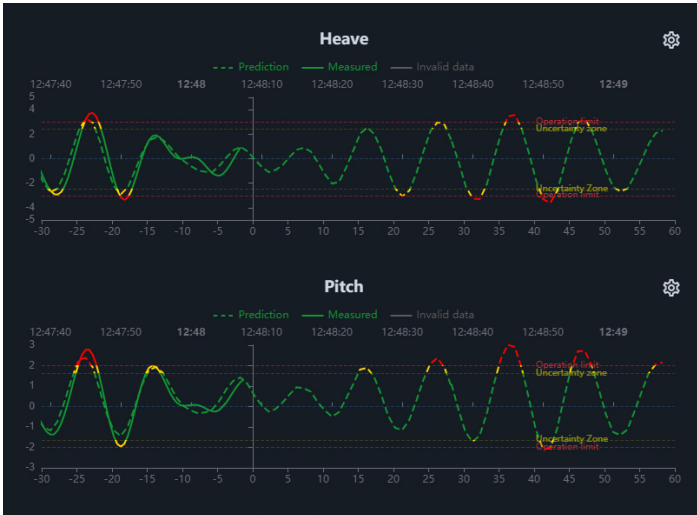 Heave
Prediction Measured Invalid data
12:47:40 12:47:50 12:48 12:48:10 12:48:20 12:48:30 12:48:40 12:48:50 12:49
5
4
2
0
-2
-4
-5
Operation limit
Uncertainty zone
Uncertainty Zone
Operation limit
-30 -25 -20 -15 -10 -5 0 5 10 15 20 25 30 35 40 45 50 55 60
Pitch
Prediction Measured Invalid data
12:47:40 12:47:50 12:48 12:48:10 12:48:20 12:48:30 12:48:40 12:48:50 12:49
3
2
1
0
-1
-2
-3
Operation limit
Uncertainty zone
Uncertainty Zone
Operation limit
-30 -25 -20 -15 -10 -5 0 5 10 15 20 25 30 35 40 45 50 55 60